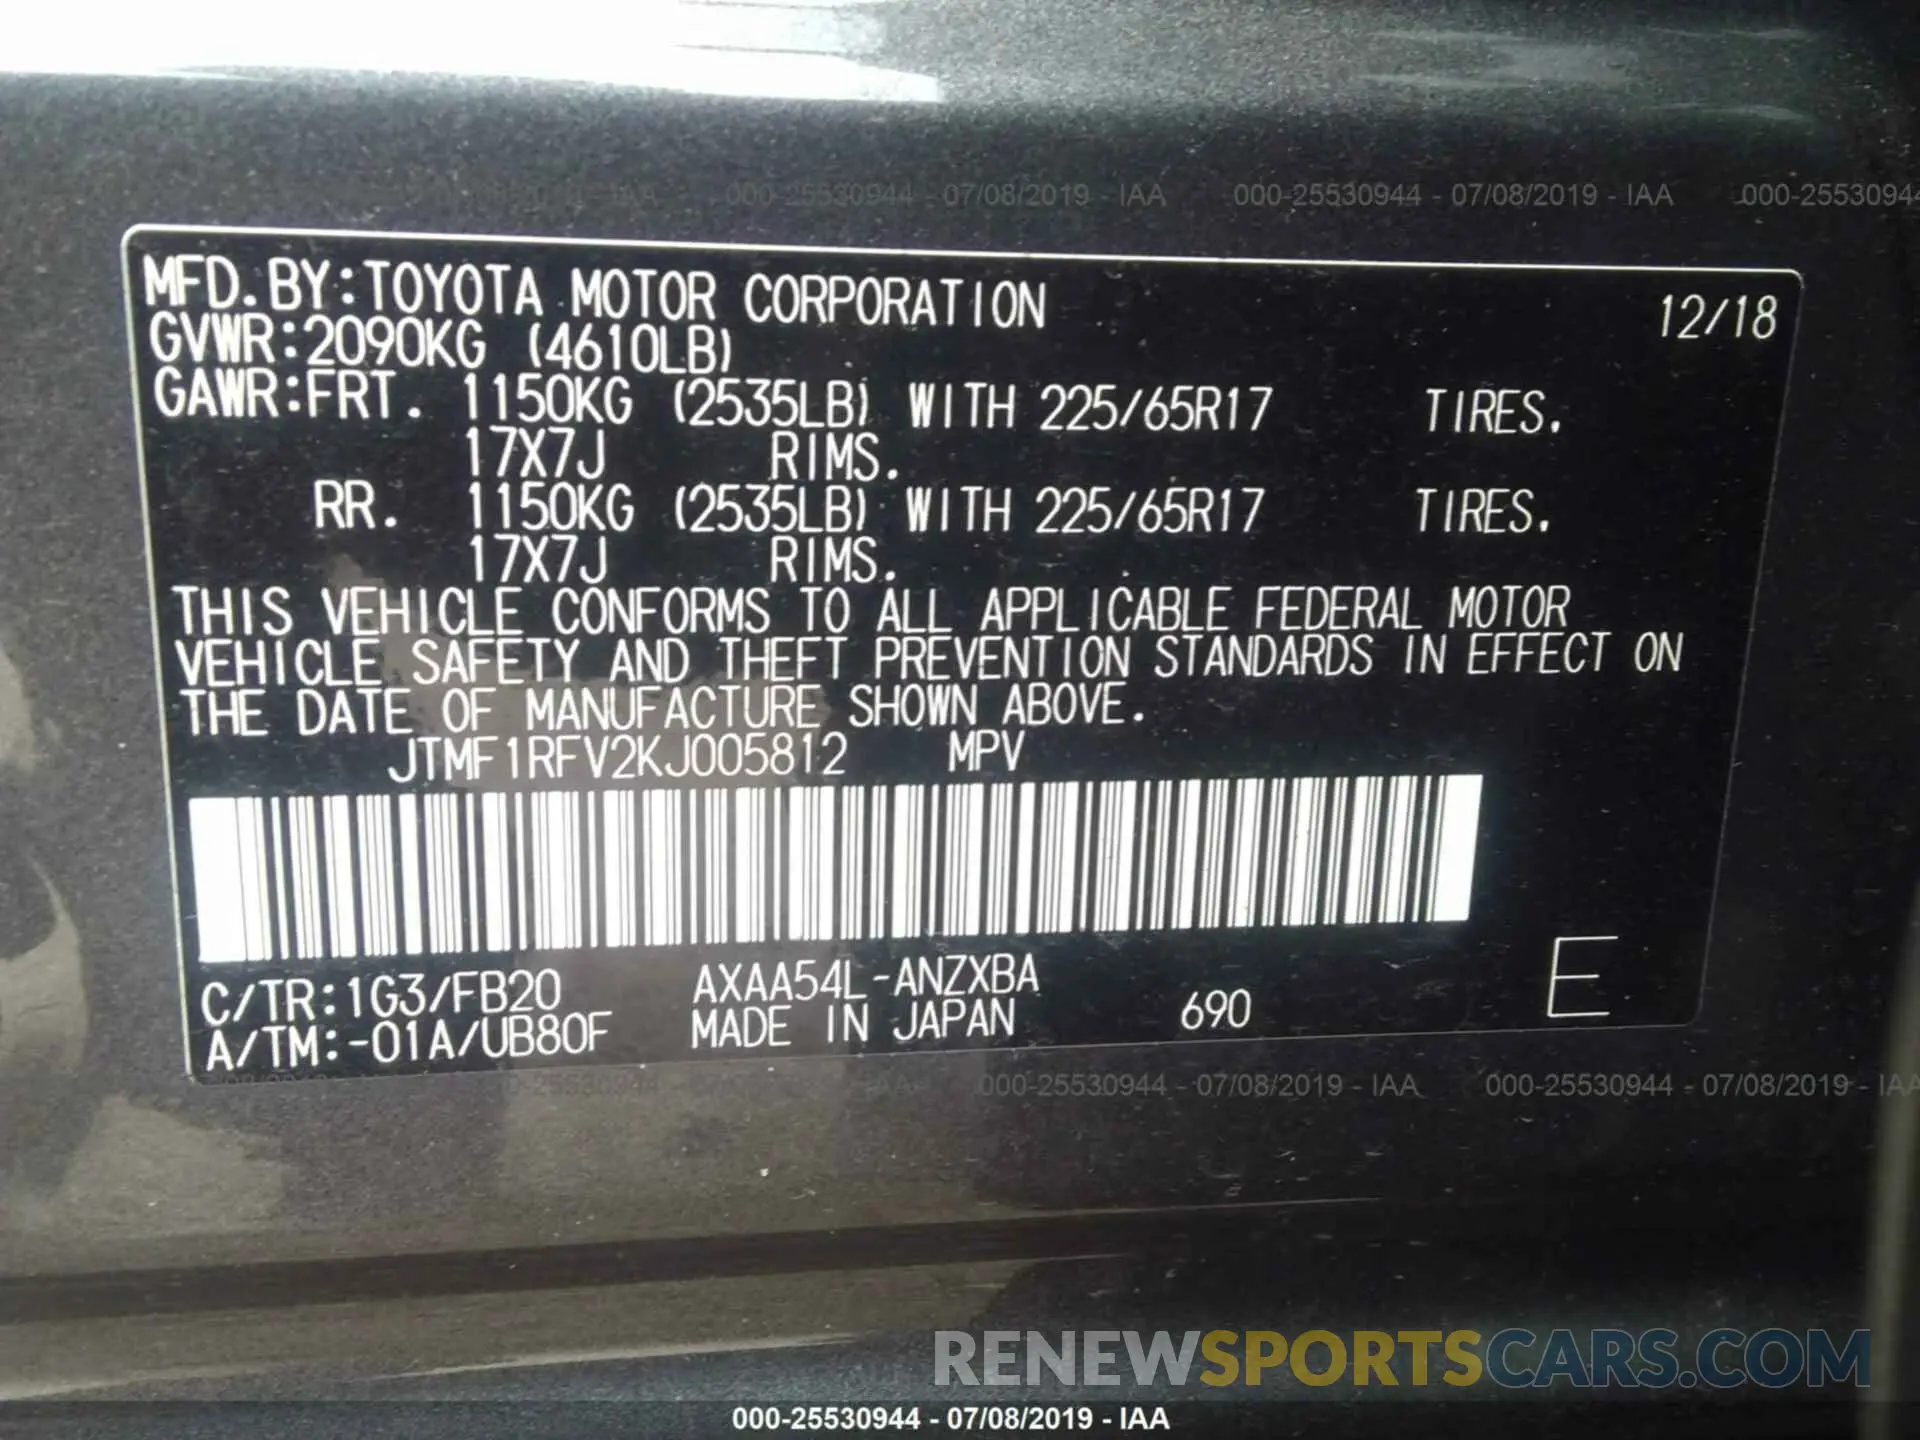 000-25530944 - 07/08/2019 - IAA 000-25530944 - 07/08/2019 - IAA 000-25530944
MFD. BY:TOYOTA MOTOR CORPORATION 12/18
GVWR:2090KG (4610LB)
GAWR:FRT. 1150KG (2535LB) WITH 225/65R17 TIRES.
17X7J RIMS.
RR. 1150KG (2535LB) WITH 225/65R17 TIRES.
17X7J RIMS.
THIS VEHICLE CONFORMS TO ALL APPLICABLE FEDERAL MOTOR
VEHICLE SAFETY AND THEFT PREVENTION STANDARDS IN EFFECT ON
THE DATE OF MANUFACTURE SHOWN ABOVE.
JTMF1RFV2KJ005812 MPV
C/TR:1G3/FB20 AXAA54L-ANZXBA
A/TM:-01A/UB80F MADE IN JAPAN 690 E
000-25530944 - 07/08/2019 - IAA 000-25530944 - 07/08/2019 - IAA
RENEWSPORTSCARS.COM
000-25530944 - 07/08/2019 - IAA